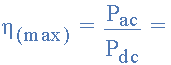 η(max) = Pac/Pdc =